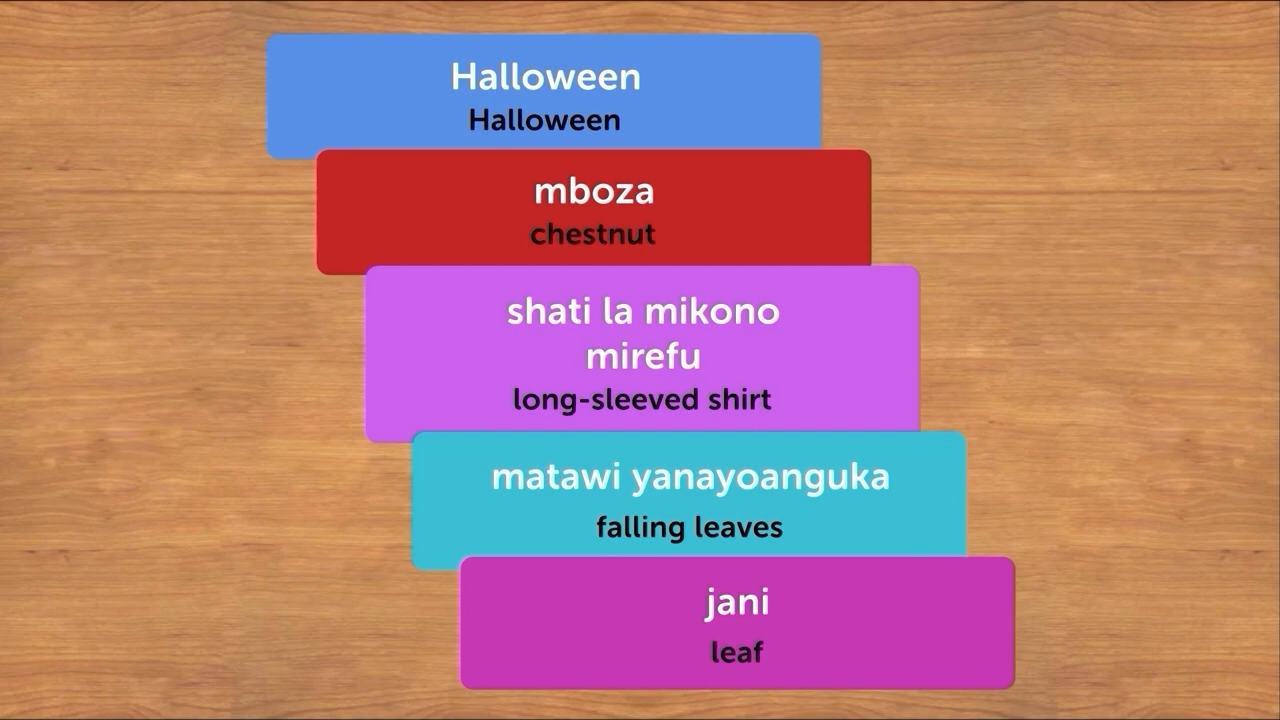 Halloween
Halloween
mboza
chestnut
shati la mikono
mirefu
long-sleeved shirt
matawi yanayoanguka
falling leaves
jani
leaf